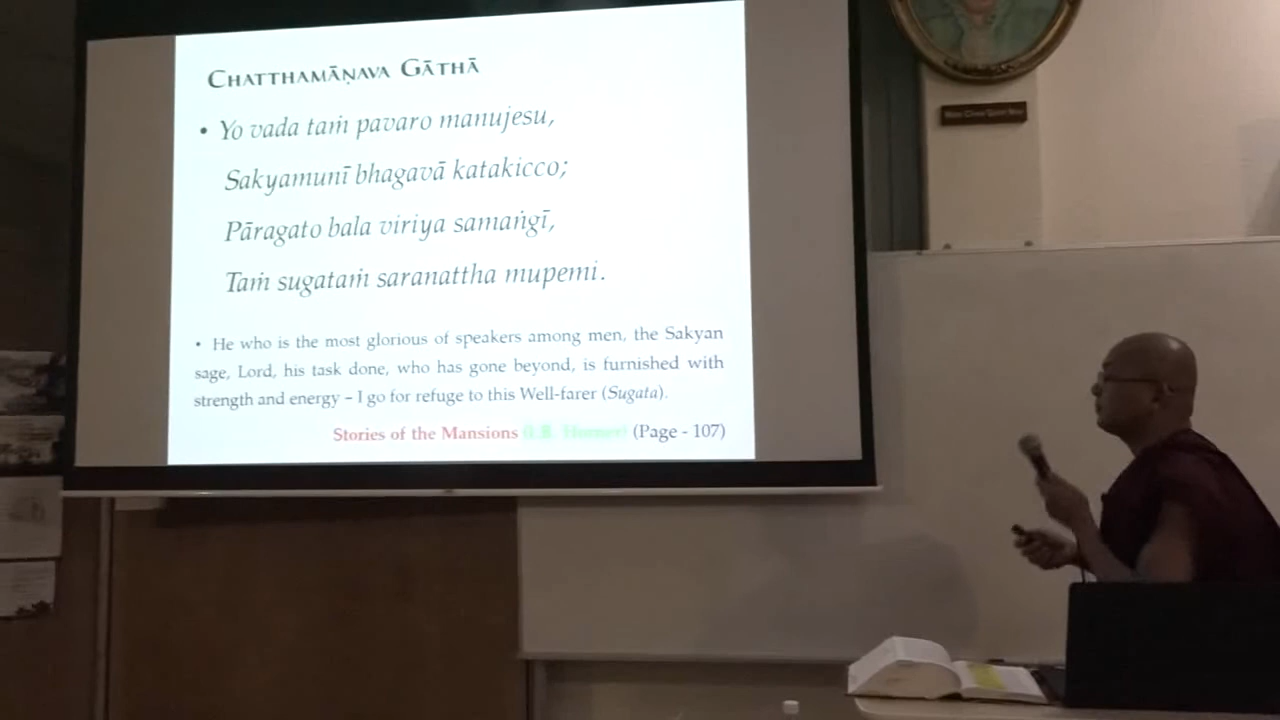 Chatthamāṇava Gāthā
• Yo vada taṁ pavaro manujesu,
Sakyamunī bhagavā katakicco;
Pāragato bala viriya samaṅgī,
Taṁ sugataṁ saranattha mupemi.
• He who is the most glorious of speakers among men, the Sakyan
sage, Lord, his task done, who has gone beyond, is furnished with
strength and energy – I go for refuge to this Well-farer (Sugata).
Stories of the Mansions (I.B. Horner) (Page - 107)